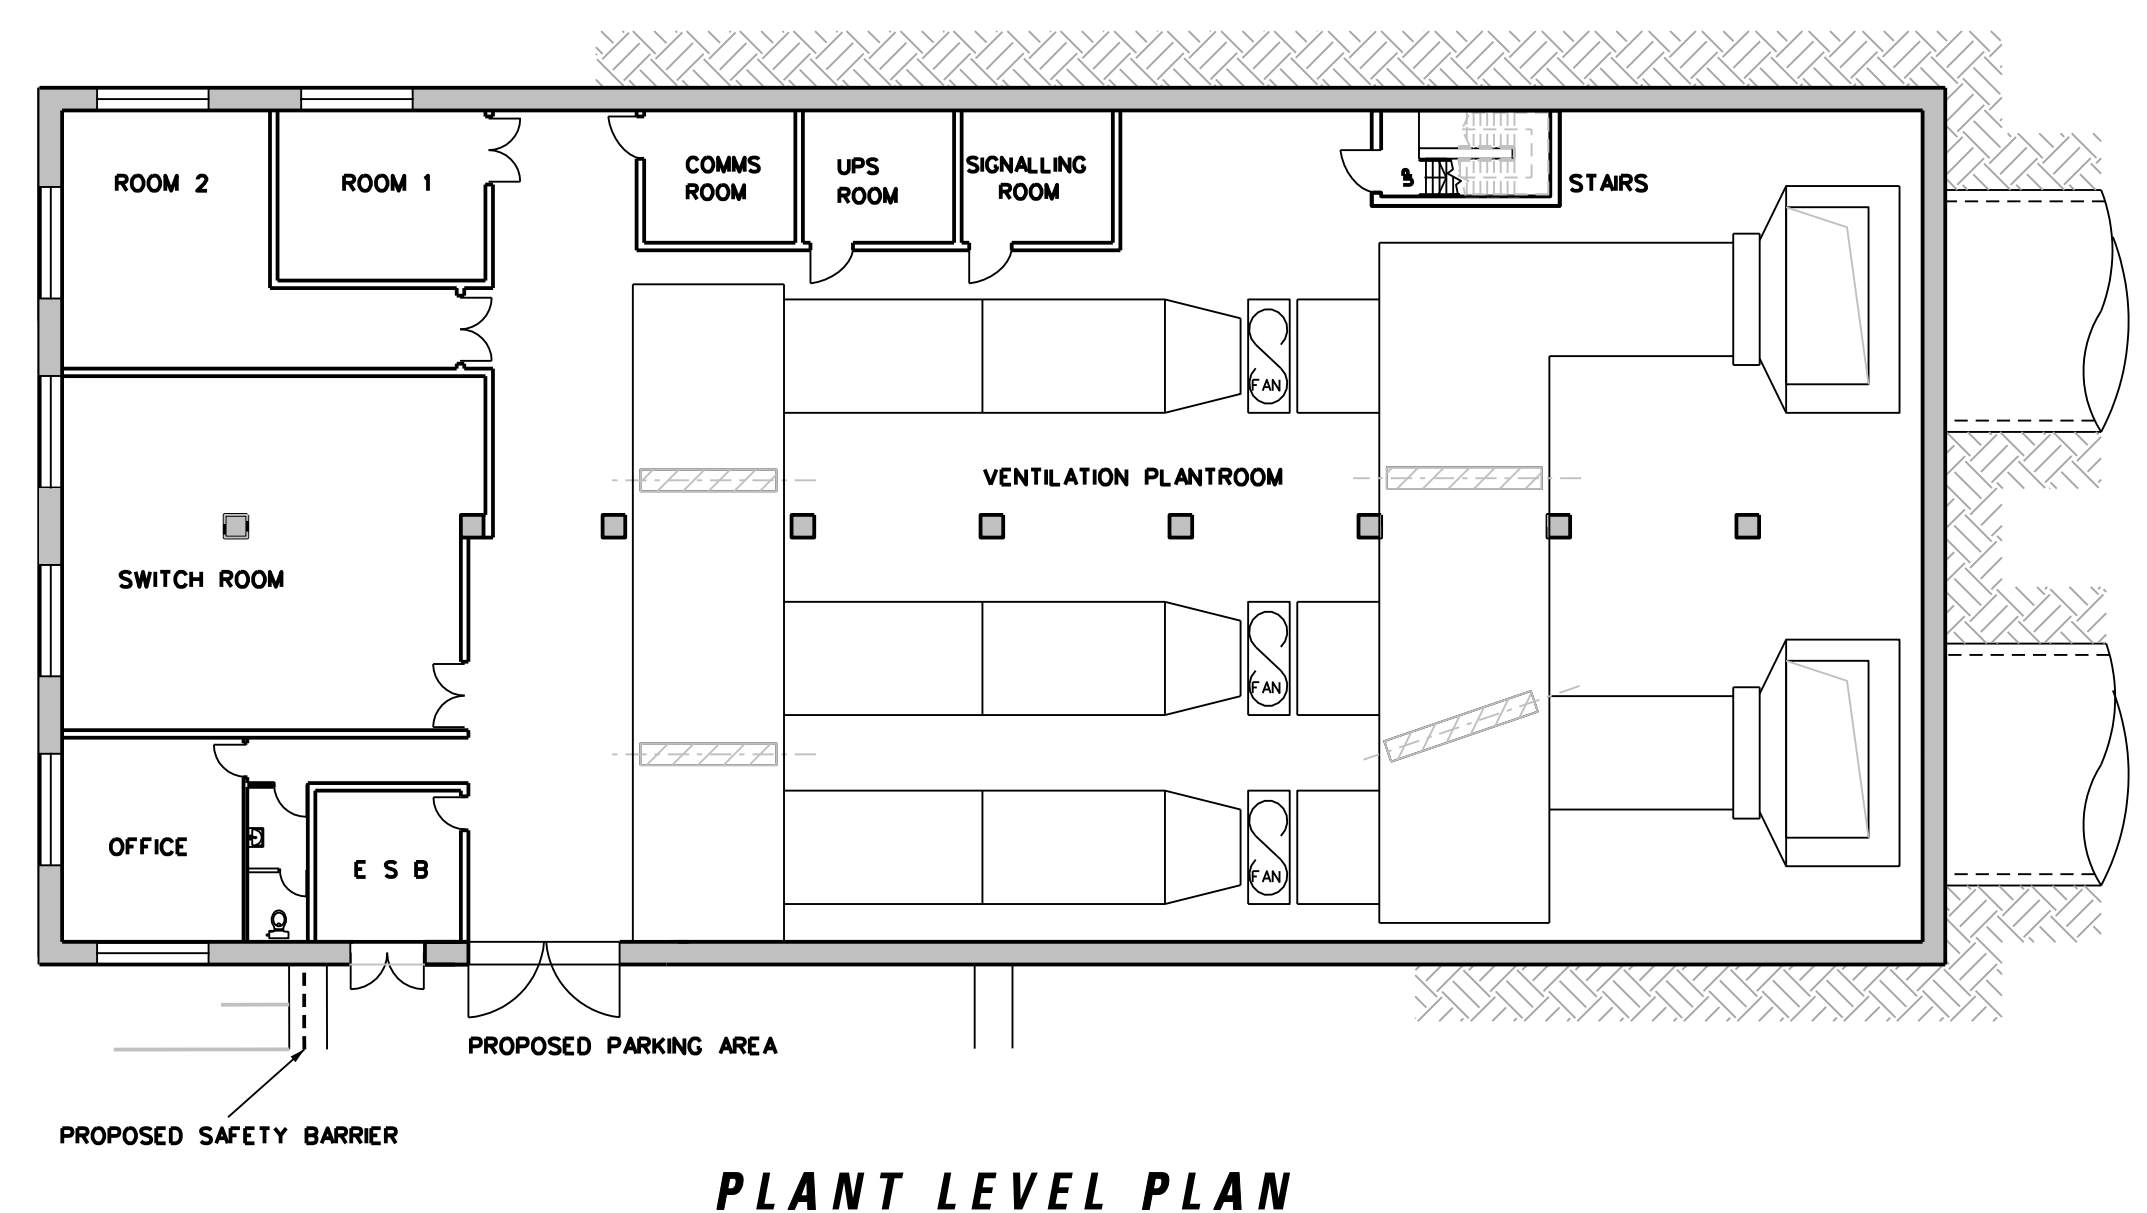 COMMS
ROOM
UPS
ROOM
SIGNALLING
ROOM
ROOM 2
ROOM 1
UP
STAIRS
FAN
VENTILATION PLANTROOM
SWITCH ROOM
FAN
OFFICE
E S B
FAN
PROPOSED PARKING AREA
PROPOSED SAFETY BARRIER
PLANT LEVEL PLAN